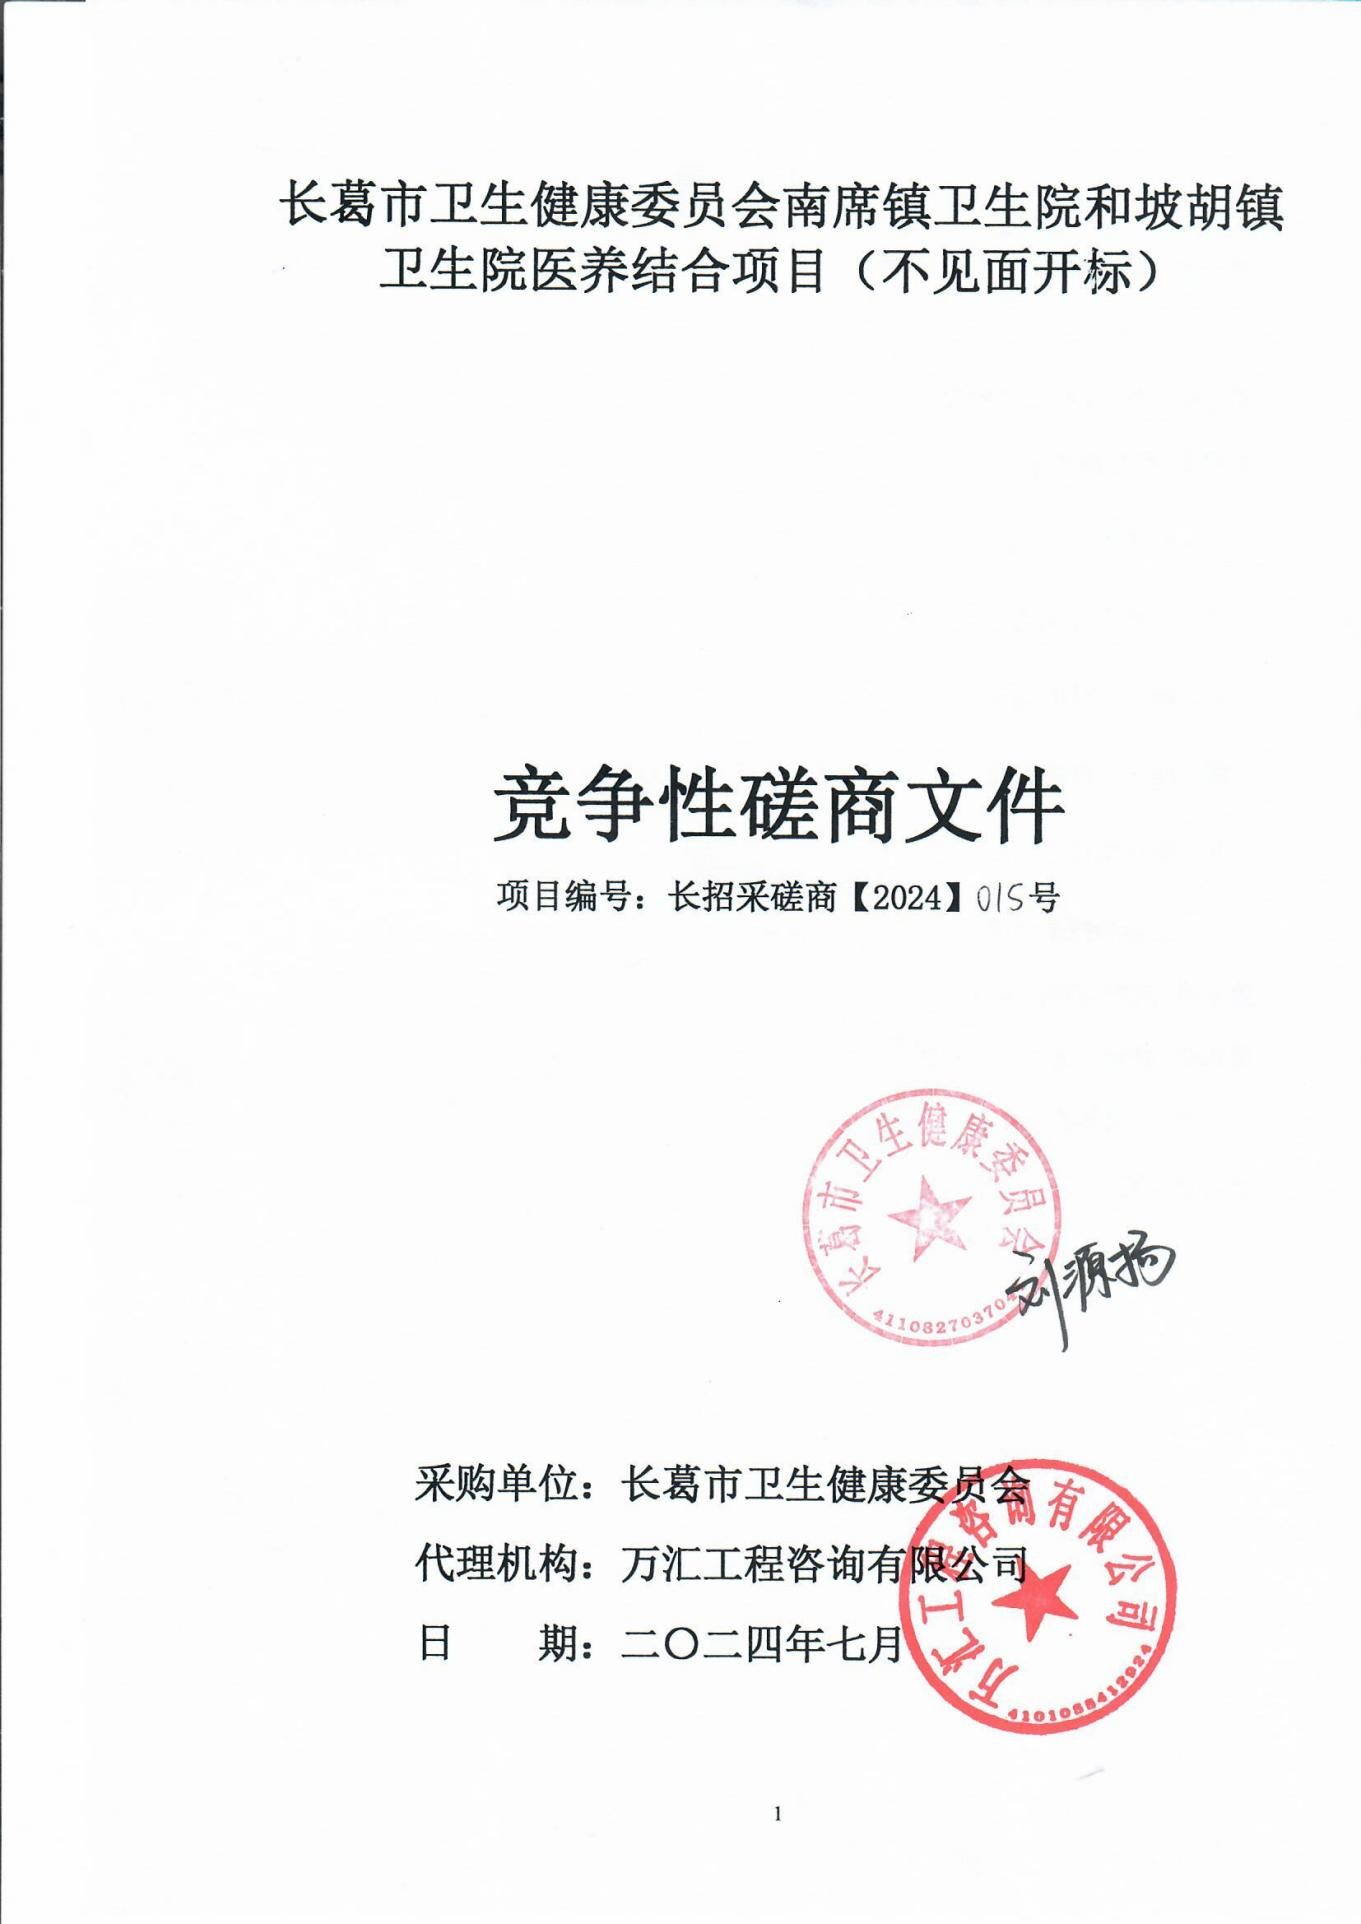 长葛市卫生健康委员会南席镇卫生院和坡胡镇
卫生院医养结合项目（不见面开标）
竞争性磋商文件
项目编号：长招采磋商【2024】015号
长葛市卫生健康委员会
刘源扬
采购单位：长葛市卫生健康委员会
代理机构：万汇工程咨询有限公司
日　　期：二〇二四年七月
万汇工程咨询有限公司
1